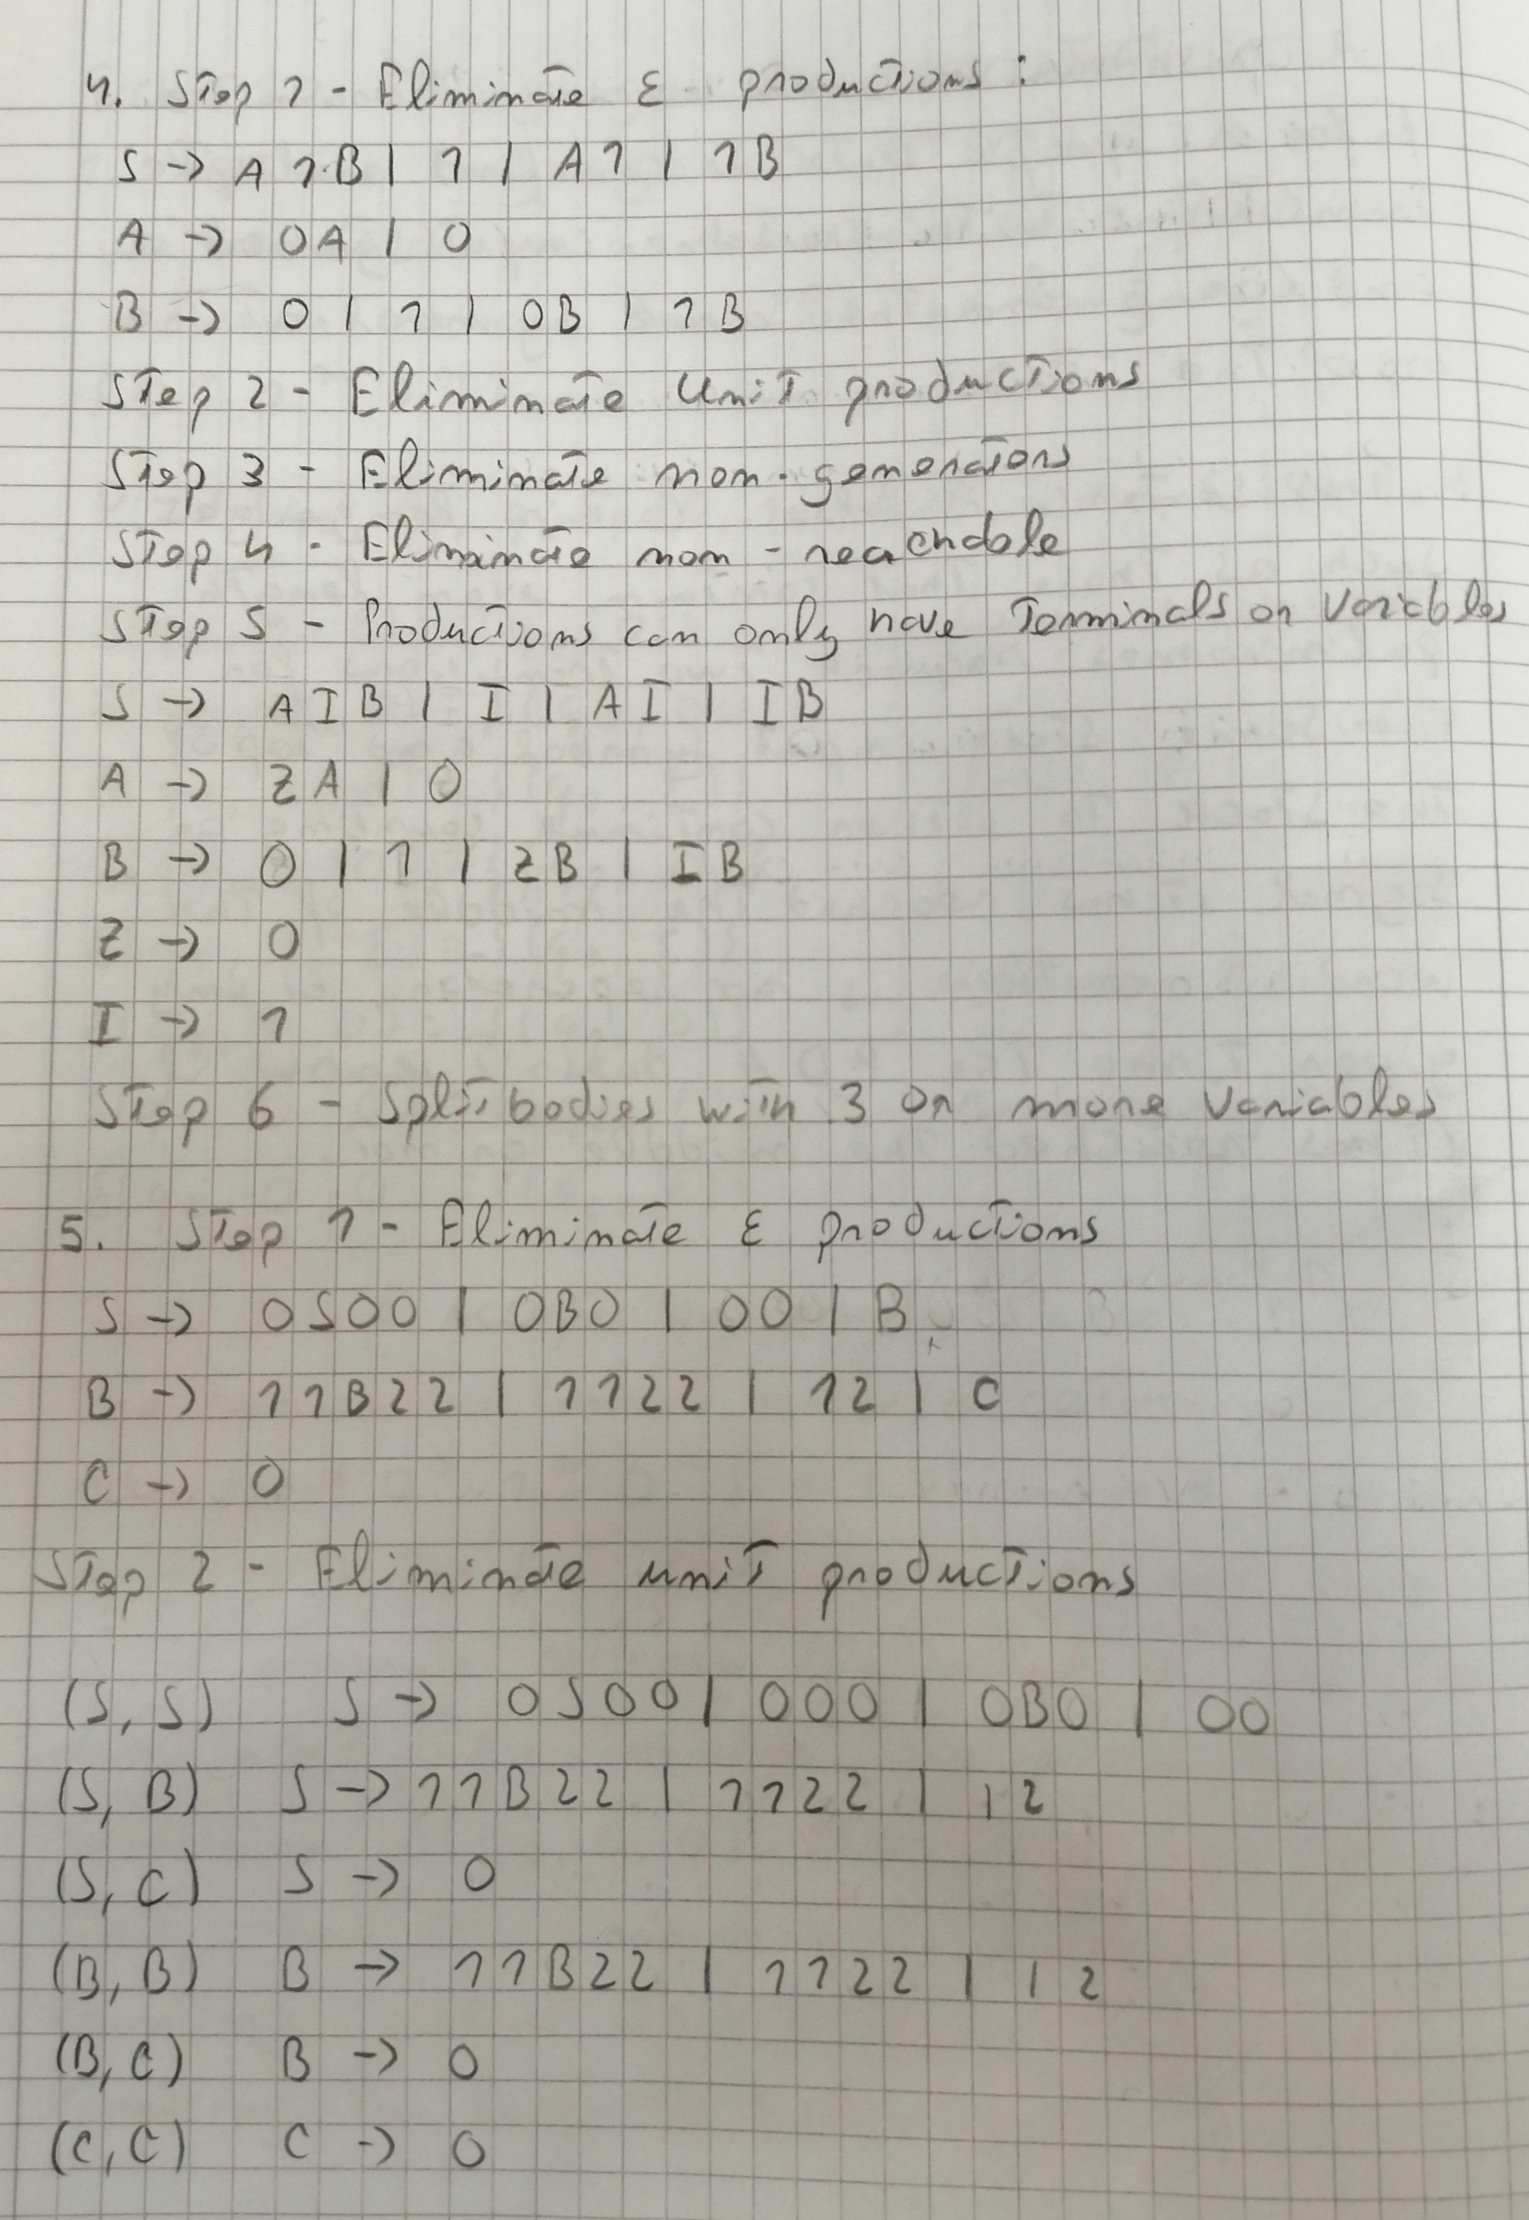 4. Step 1 - Eliminate ε productions:
S → A1B | 1 | A1 | 1B
A → 0A | 0
B → 0 | 1 | 0B | 1B
Step 2 - Eliminate unit productions
Step 3 - Eliminate non-generators
Step 4 - Eliminate non-reachable
Step 5 - Productions can only have terminals or variables
S → AIB | I | AI | IB
A → ZA | 0
B → 0 | 1 | ZB | IB
Z → 0
I → 1
Step 6 - Split bodies with 3 or more variables
5. Step 1 - Eliminate ε productions
S → 0S00 | 0B0 | 00 | B
B → 11B22 | 1122 | 12 | C
C → 0
Step 2 - Eliminate unit productions
(S, S) S → 0S00 | 000 | 0B0 | 00
(S, B) S → 11B22 | 1122 | 12
(S, C) S → 0
(B, B) B → 11B22 | 1122 | 12
(B, C) B → 0
(C, C) C → 0